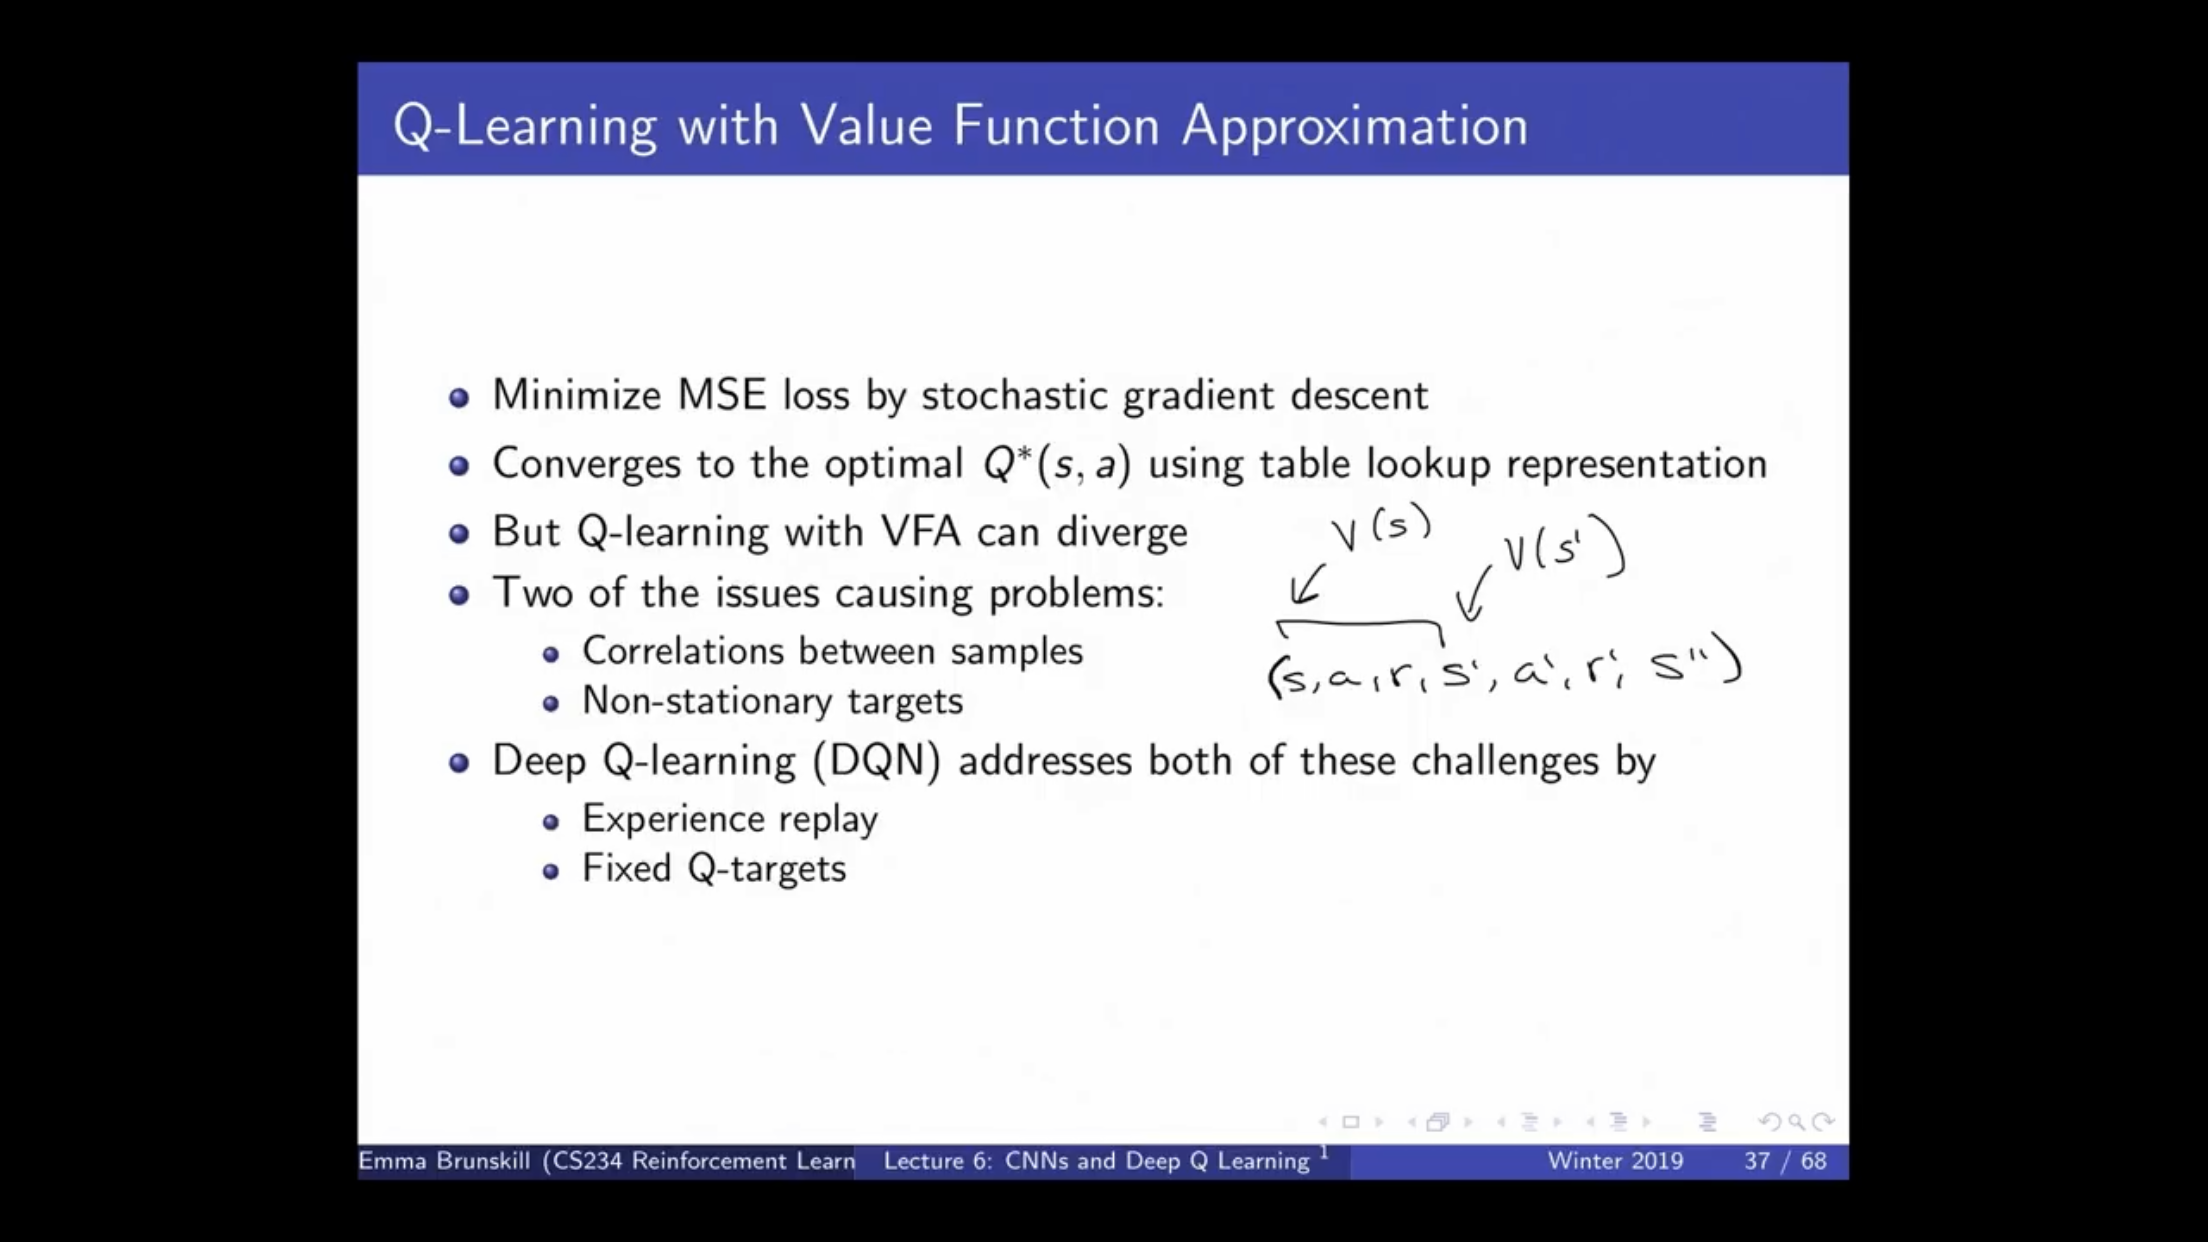 Q-Learning with Value Function Approximation
Minimize MSE loss by stochastic gradient descent
Converges to the optimal Q*(s, a) using table lookup representation
But Q-learning with VFA can diverge
V(s)
V(s')
Two of the issues causing problems:
Correlations between samples
(s, a, r, s', a', r', s'')
Non-stationary targets
Deep Q-learning (DQN) addresses both of these challenges by
Experience replay
Fixed Q-targets
Emma Brunskill (CS234 Reinforcement Learn Lecture 6: CNNs and Deep Q Learning 1 Winter 2019 37 / 68